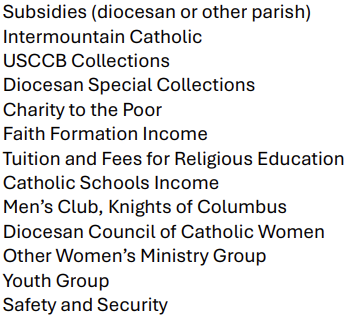 Subsidies (diocesan or other parish)
Intermountain Catholic
USCCB Collections
Diocesan Special Collections
Charity to the Poor
Faith Formation Income
Tuition and Fees for Religious Education
Catholic Schools Income
Men’s Club, Knights of Columbus
Diocesan Council of Catholic Women
Other Women’s Ministry Group
Youth Group
Safety and Security